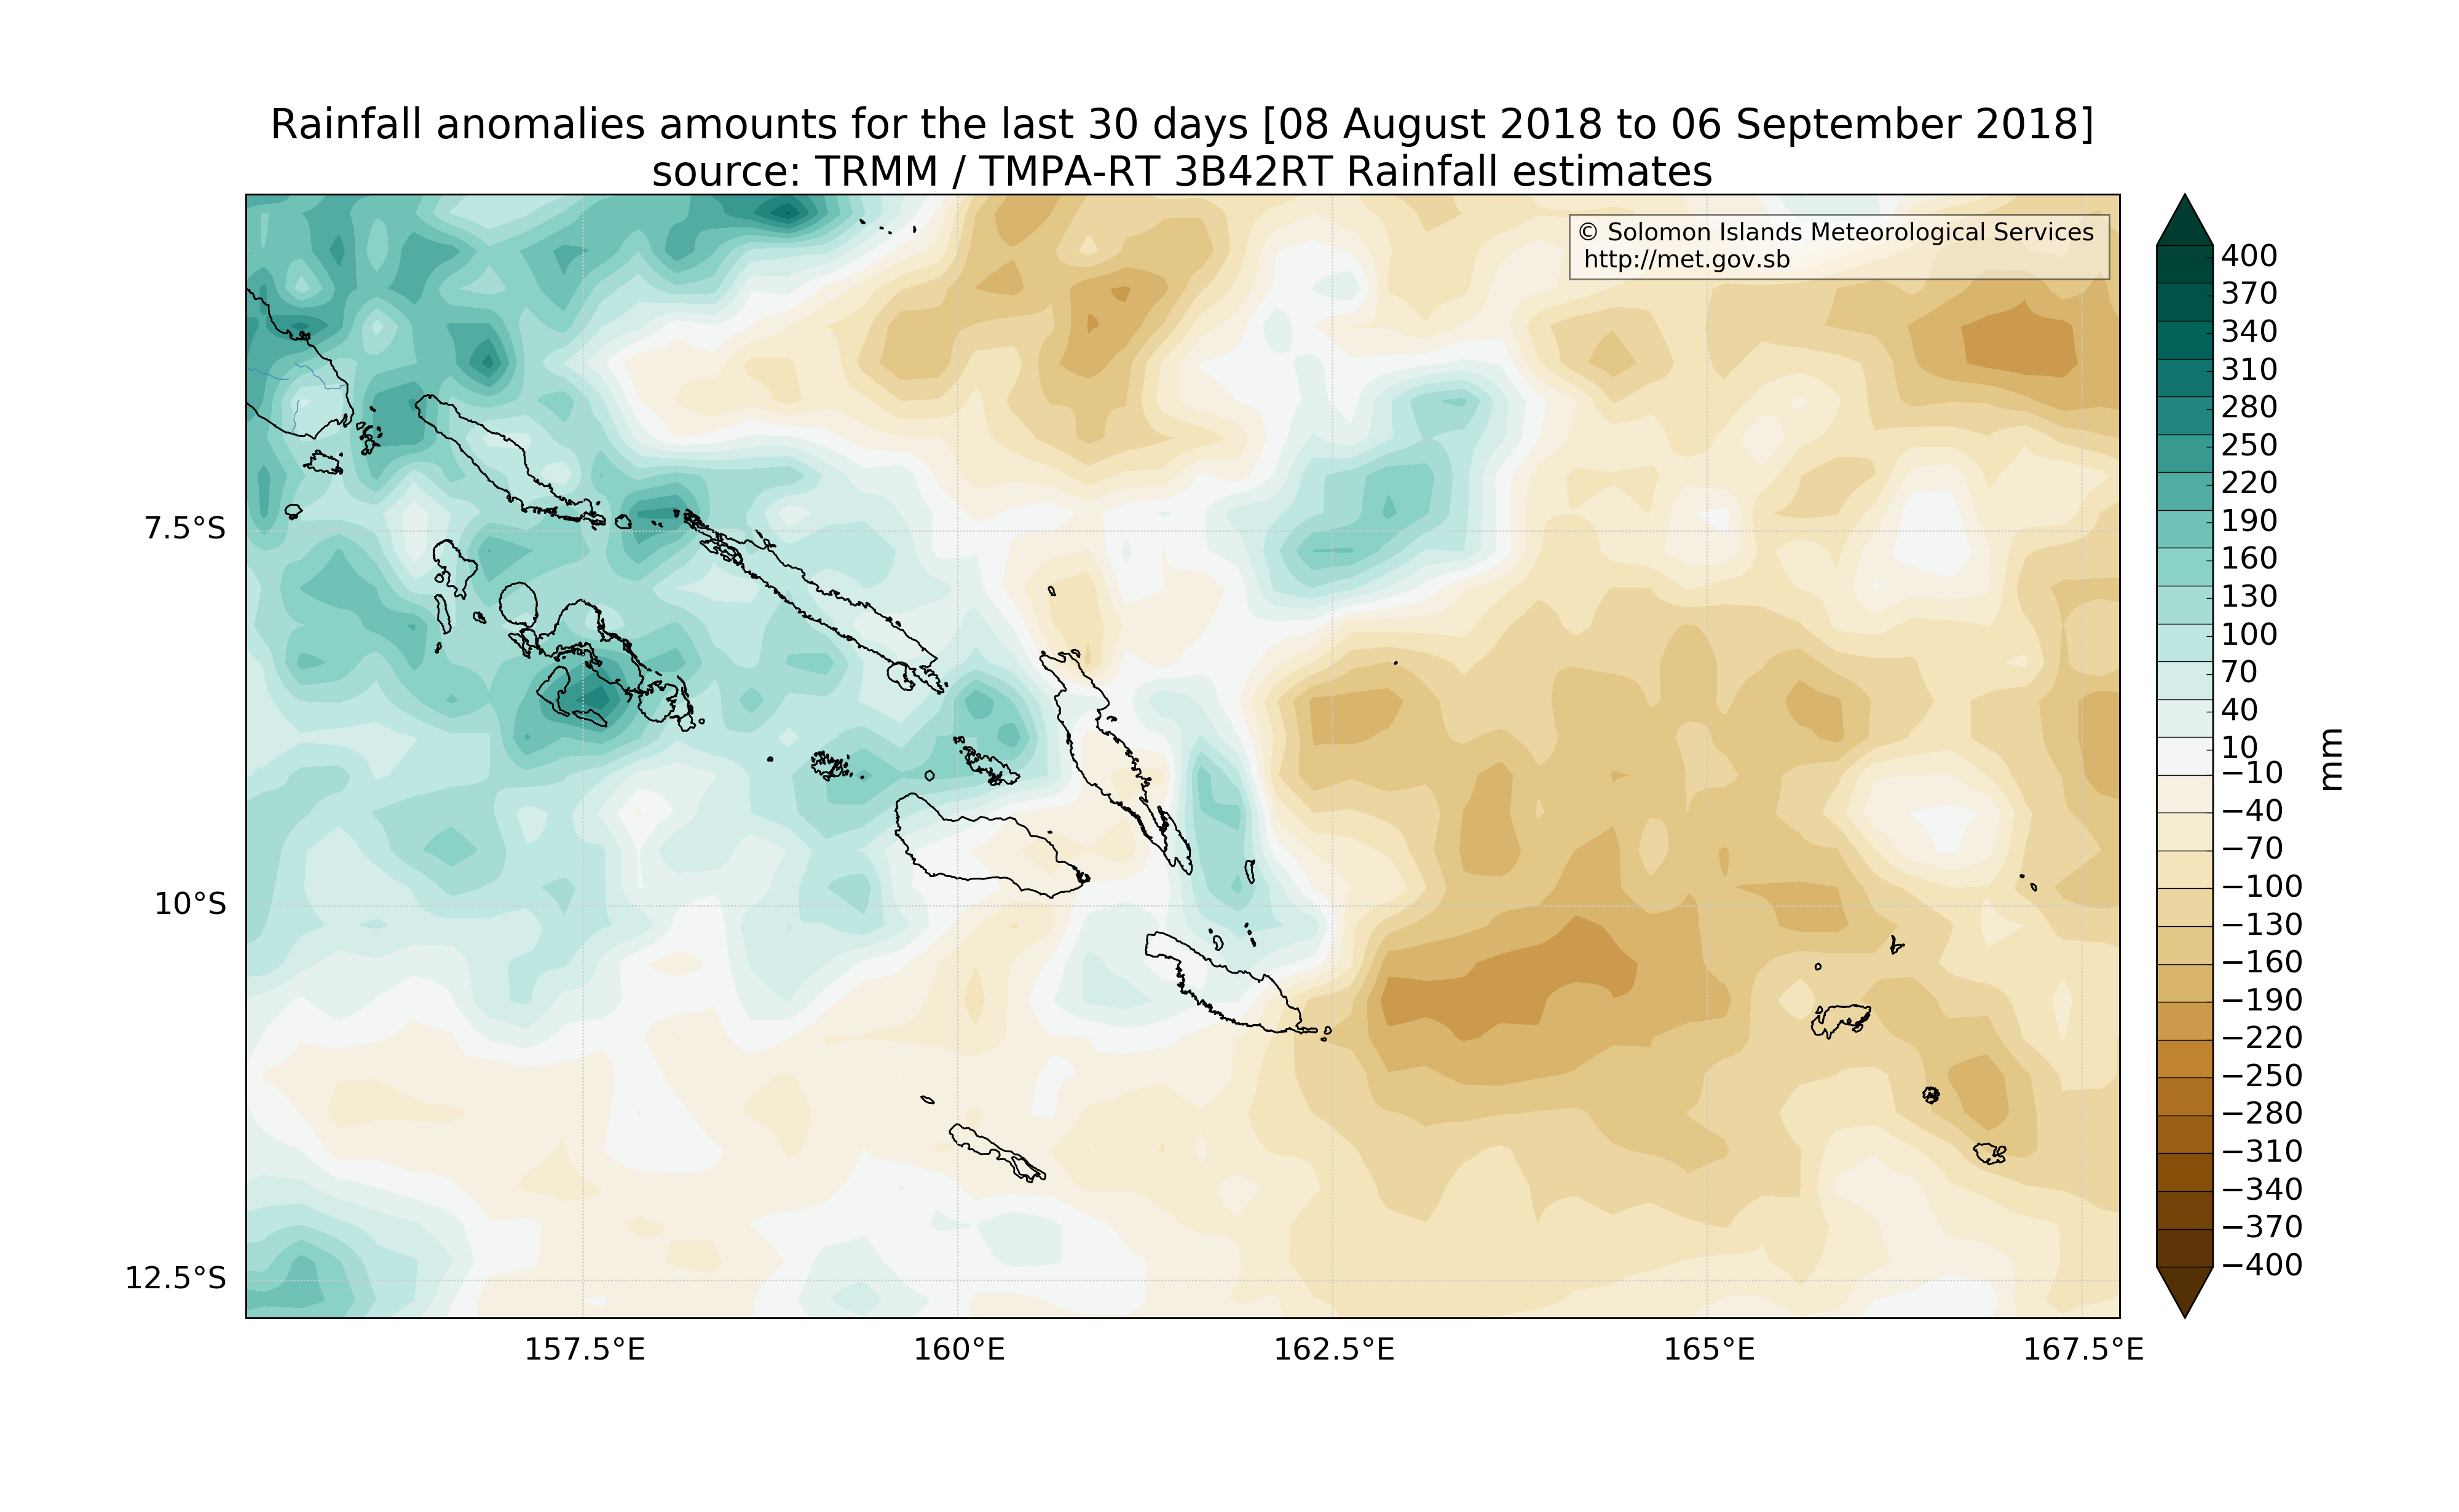 Rainfall anomalies amounts for the last 30 days [08 August 2018 to 06 September 2018]
source: TRMM / TMPA-RT 3B42RT Rainfall estimates
© Solomon Islands Meteorological Services
http://met.gov.sb
7.5°S
10°S
12.5°S
157.5°E
160°E
162.5°E
165°E
167.5°E
400
370
340
310
280
250
220
190
160
130
100
70
40
10
−10
−40
−70
−100
−130
−160
−190
−220
−250
−280
−310
−340
−370
−400
mm